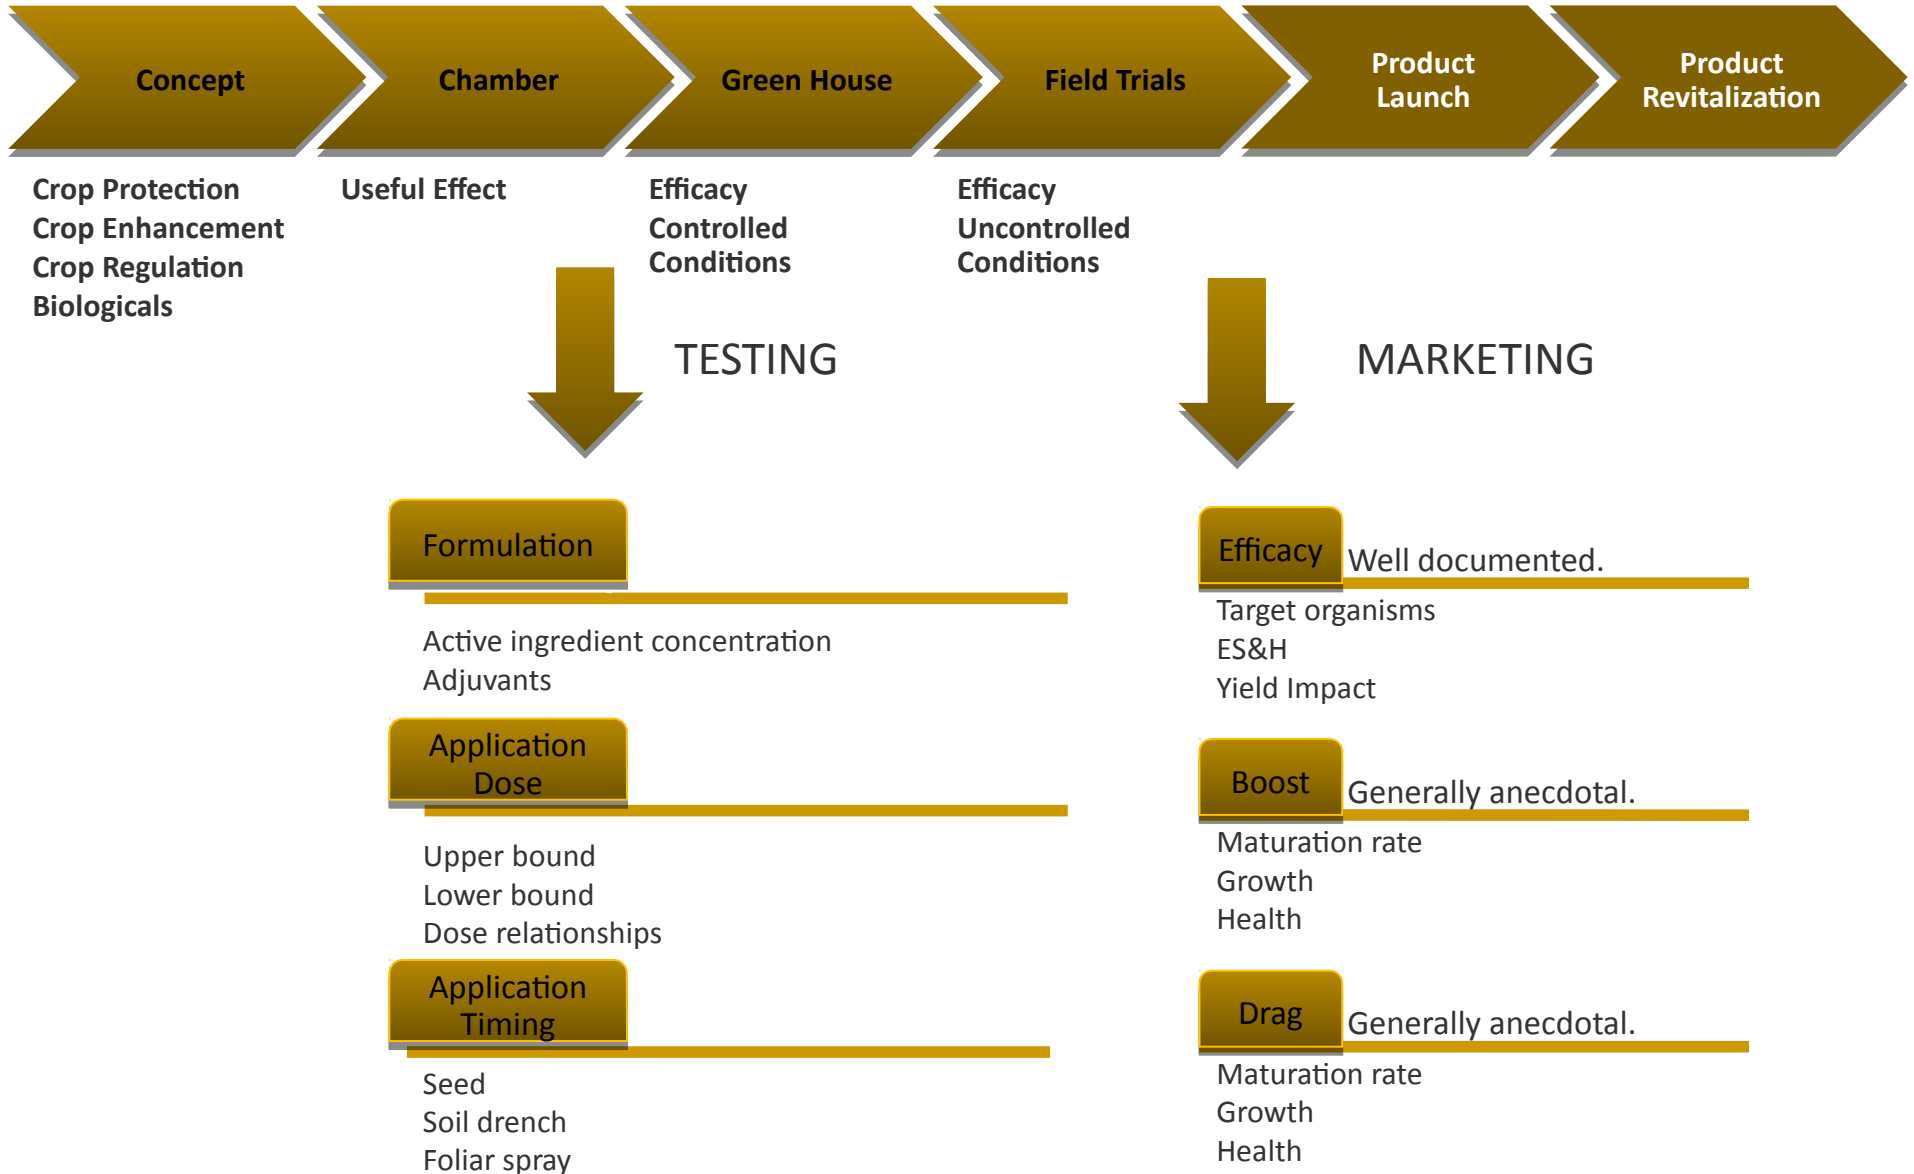 Concept
Chamber
Green House
Field Trials
Product
Launch
Product
Revitalization
Crop Protection
Crop Enhancement
Crop Regulation
Biologicals
Useful Effect
Efficacy
Controlled
Conditions
Efficacy
Uncontrolled
Conditions
TESTING
MARKETING
Formulation
Active ingredient concentration
Adjuvants
Application
Dose
Upper bound
Lower bound
Dose relationships
Application
Timing
Seed
Soil drench
Foliar spray
Efficacy Well documented.
Target organisms
ES&H
Yield Impact
Boost Generally anecdotal.
Maturation rate
Growth
Health
Drag Generally anecdotal.
Maturation rate
Growth
Health